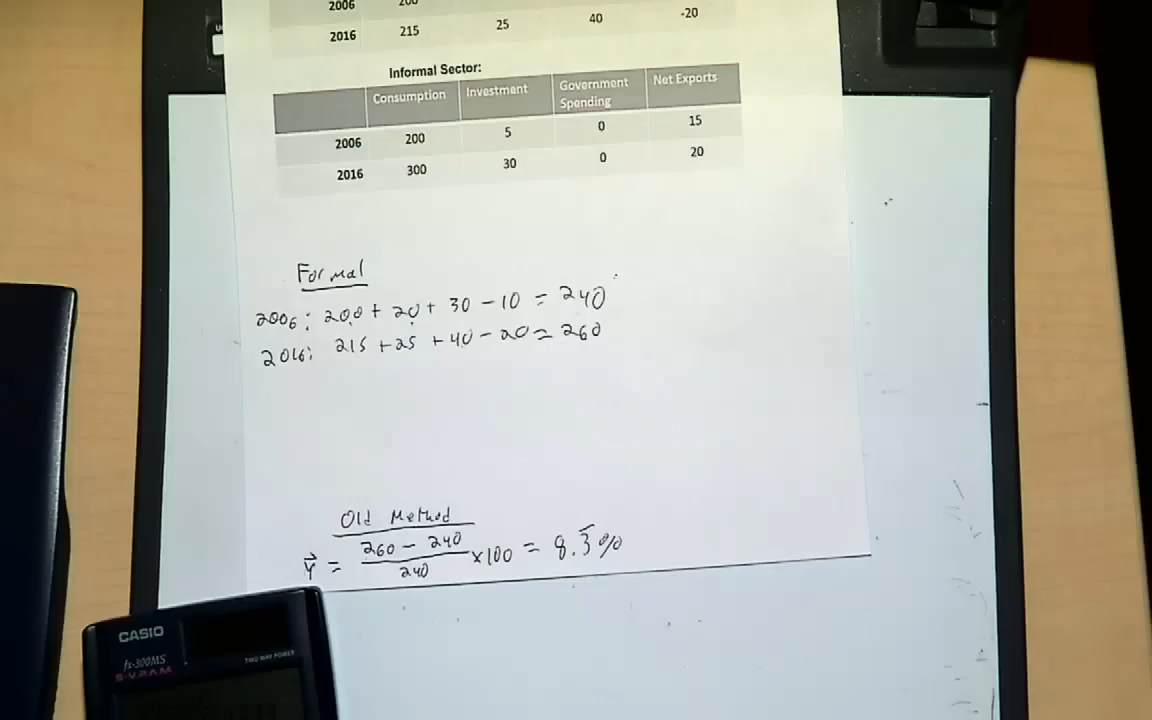 2006 200
2016 215 25 40 -20
Informal Sector:
Consumption Investment Government Spending Net Exports
2006 200 5 0 15
2016 300 30 0 20
Formal
2006: 200 + 20 + 30 - 10 = 240
2016: 215 + 25 + 40 - 20 = 260
Old Method
Y = 260 - 240 / 240 x 100 = 8.3%
CASIO
fx-300MS
TWO WAY POWER
S-V.P.A.M.